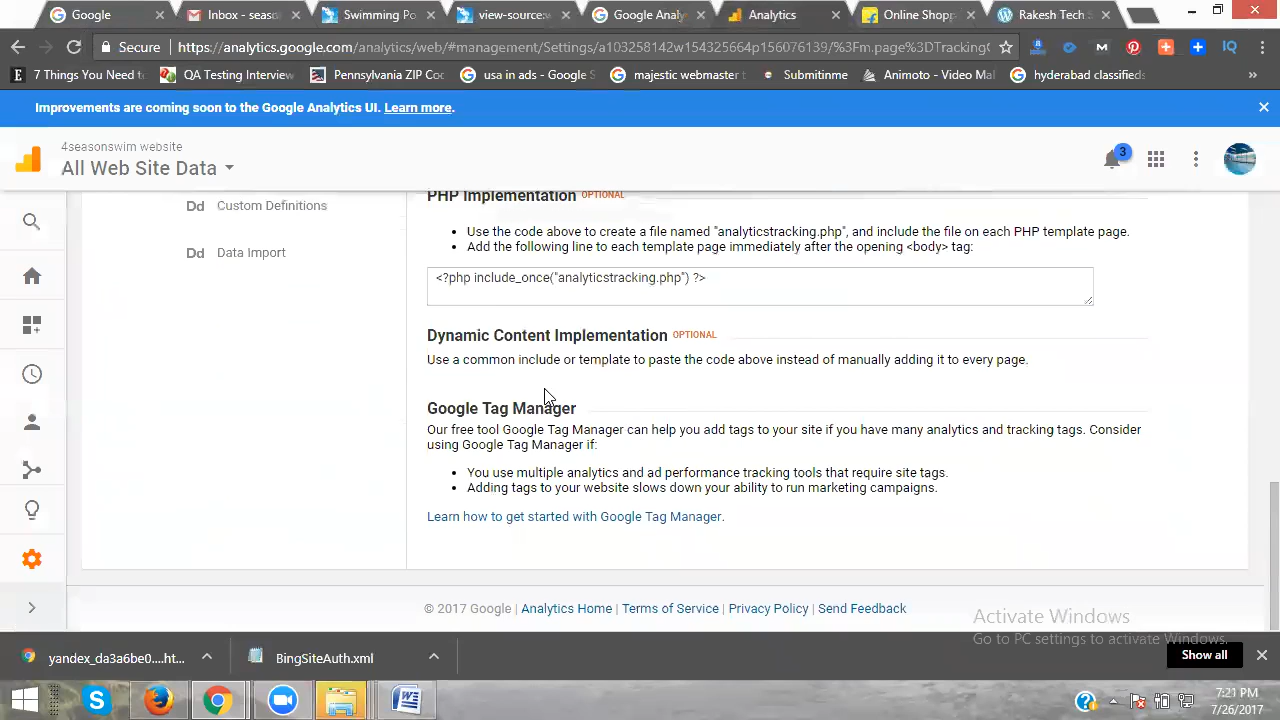 Google
Inbox - seaso
Swimming Po
view-source:
Google Analy
Analytics
Online Shopp
Rakesh Tech S
Secure
https://analytics.google.com/analytics/web/#management/Settings/a103258142w154325664p156076139/%3Fm.page%3DTrackingC
7 Things You Need t
QA Testing Interview
Pennsylvania ZIP Coc
usa in ads - Google S
majestic webmaster t
Submitinme
Animoto - Video Mal
hyderabad classifieds
»
Improvements are coming soon to the Google Analytics UI. Learn more.
4seasonswim website
All Web Site Data
3
Dd Custom Definitions
Dd Data Import
PHP Implementation OPTIONAL
• Use the code above to create a file named "analyticstracking.php", and include the file on each PHP template page.
• Add the following line to each template page immediately after the opening <body> tag:
<?php include_once("analyticstracking.php") ?>
Dynamic Content Implementation OPTIONAL
Use a common include or template to paste the code above instead of manually adding it to every page.
Google Tag Manager
Our free tool Google Tag Manager can help you add tags to your site if you have many analytics and tracking tags. Consider
using Google Tag Manager if:
• You use multiple analytics and ad performance tracking tools that require site tags.
• Adding tags to your website slows down your ability to run marketing campaigns.
Learn how to get started with Google Tag Manager.
© 2017 Google | Analytics Home | Terms of Service | Privacy Policy | Send Feedback
Activate Windows
Go to PC settings to activate Windows.
yandex_da3a6be0....ht...
BingSiteAuth.xml
Show all
7:21 PM
7/26/2017